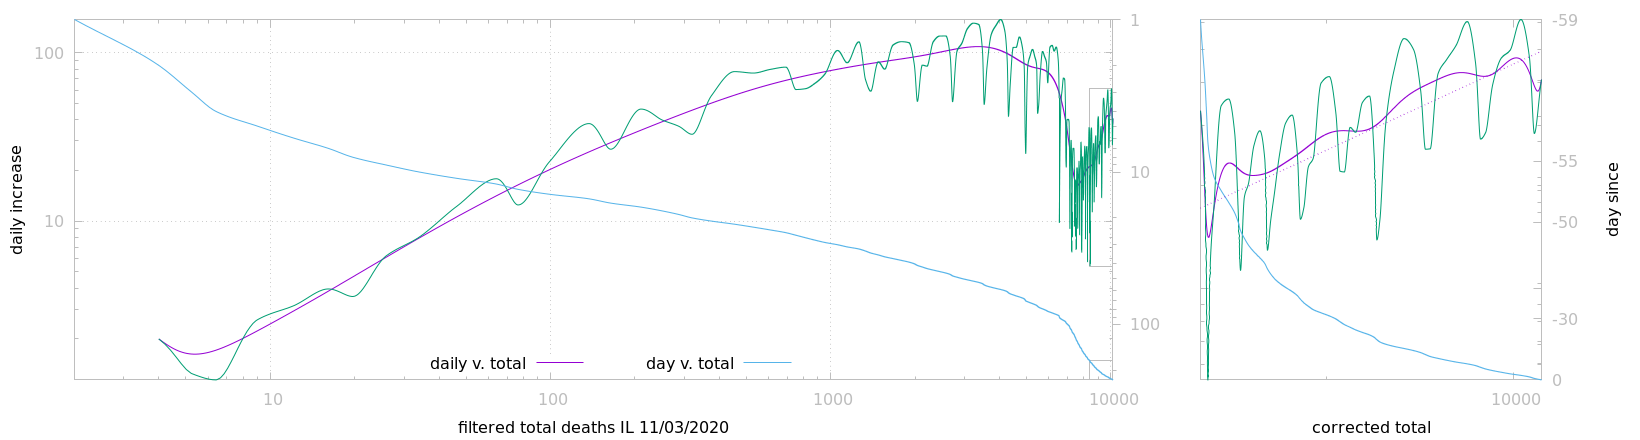 daily increase
100
10
10
100
1000
10000
1
10
100
daily v. total
day v. total
filtered total deaths IL 11/03/2020
-59
-55
-50
-30
0
day since
10000
corrected total